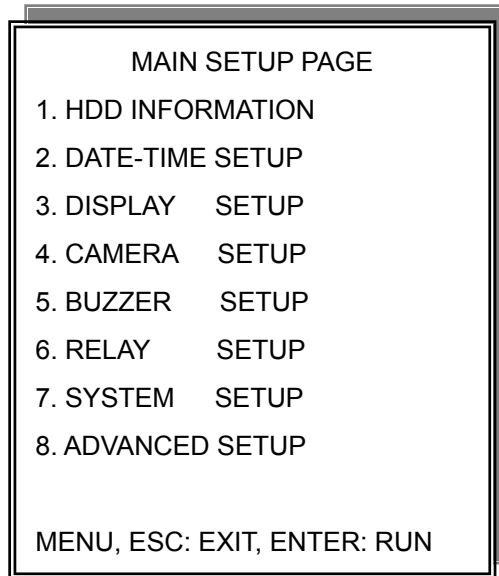 MAIN SETUP PAGE
1. HDD INFORMATION
2. DATE-TIME SETUP
3. DISPLAY SETUP
4. CAMERA SETUP
5. BUZZER SETUP
6. RELAY SETUP
7. SYSTEM SETUP
8. ADVANCED SETUP
MENU, ESC: EXIT, ENTER: RUN